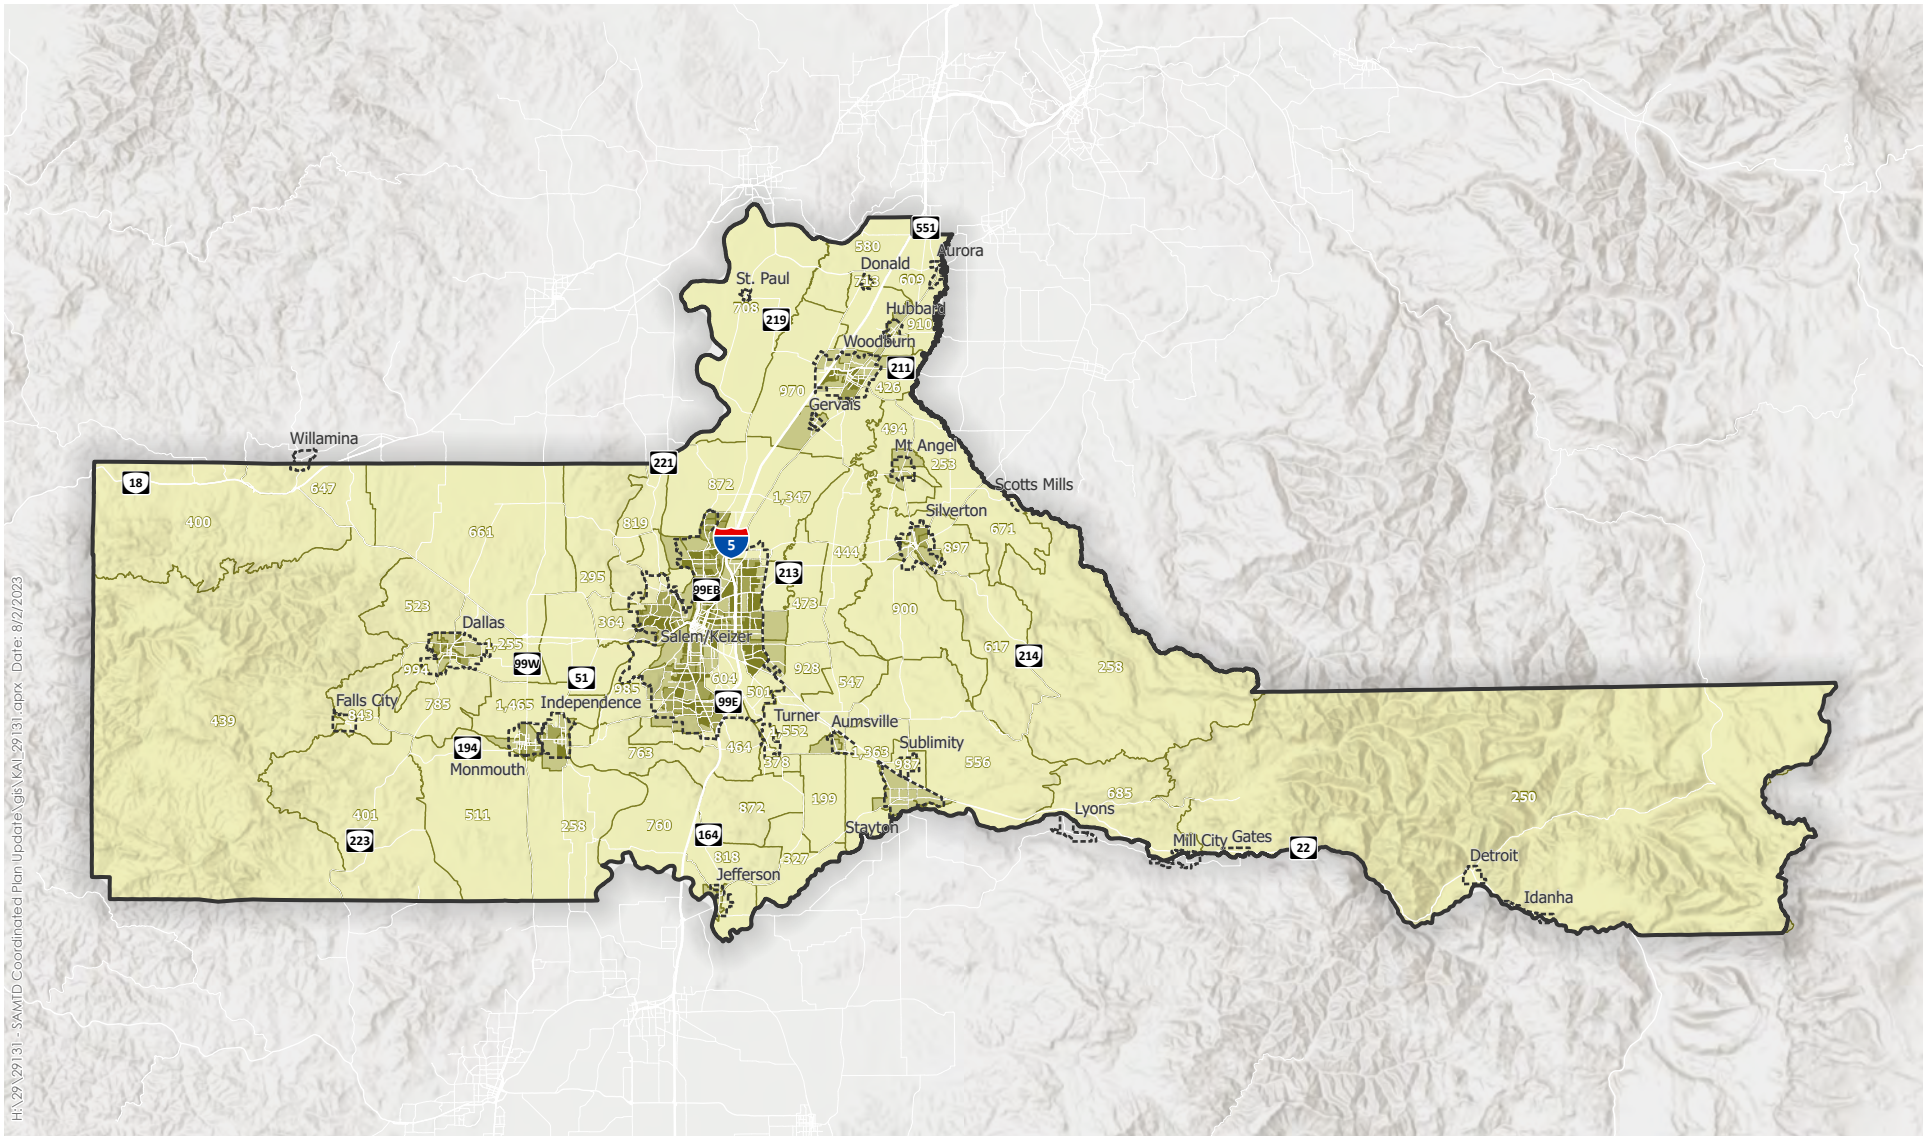 551
Aurora
580
Donald
713
609
St. Paul
708
219
Hubbard
910
Woodburn
211
970
426
Gervais
494
Mt Angel
253
Willamina
221
18
647
872
1,347
Scotts Mills
Silverton
400
661
819
671
5
444
897
213
295
99EB
523
473
900
364
Dallas
Salem/Keizer
1,255
617
214
258
99W
994
928
51
604
547
985
501
Falls City
843
785
1,465
Independence
99E
439
Turner
Aumsville
1,552
194
763
464
1,363
Sublimity
987
378
556
Monmouth
685
250
199
401
511
258
760
872
Lyons
Stayton
223
164
Mill City
Gates
22
818
327
Detroit
Jefferson
Idanha
H:\29\29131 - SAMTD Coordinated Plan Update\gis\KAI_29131.aprx Date: 8/2/2023